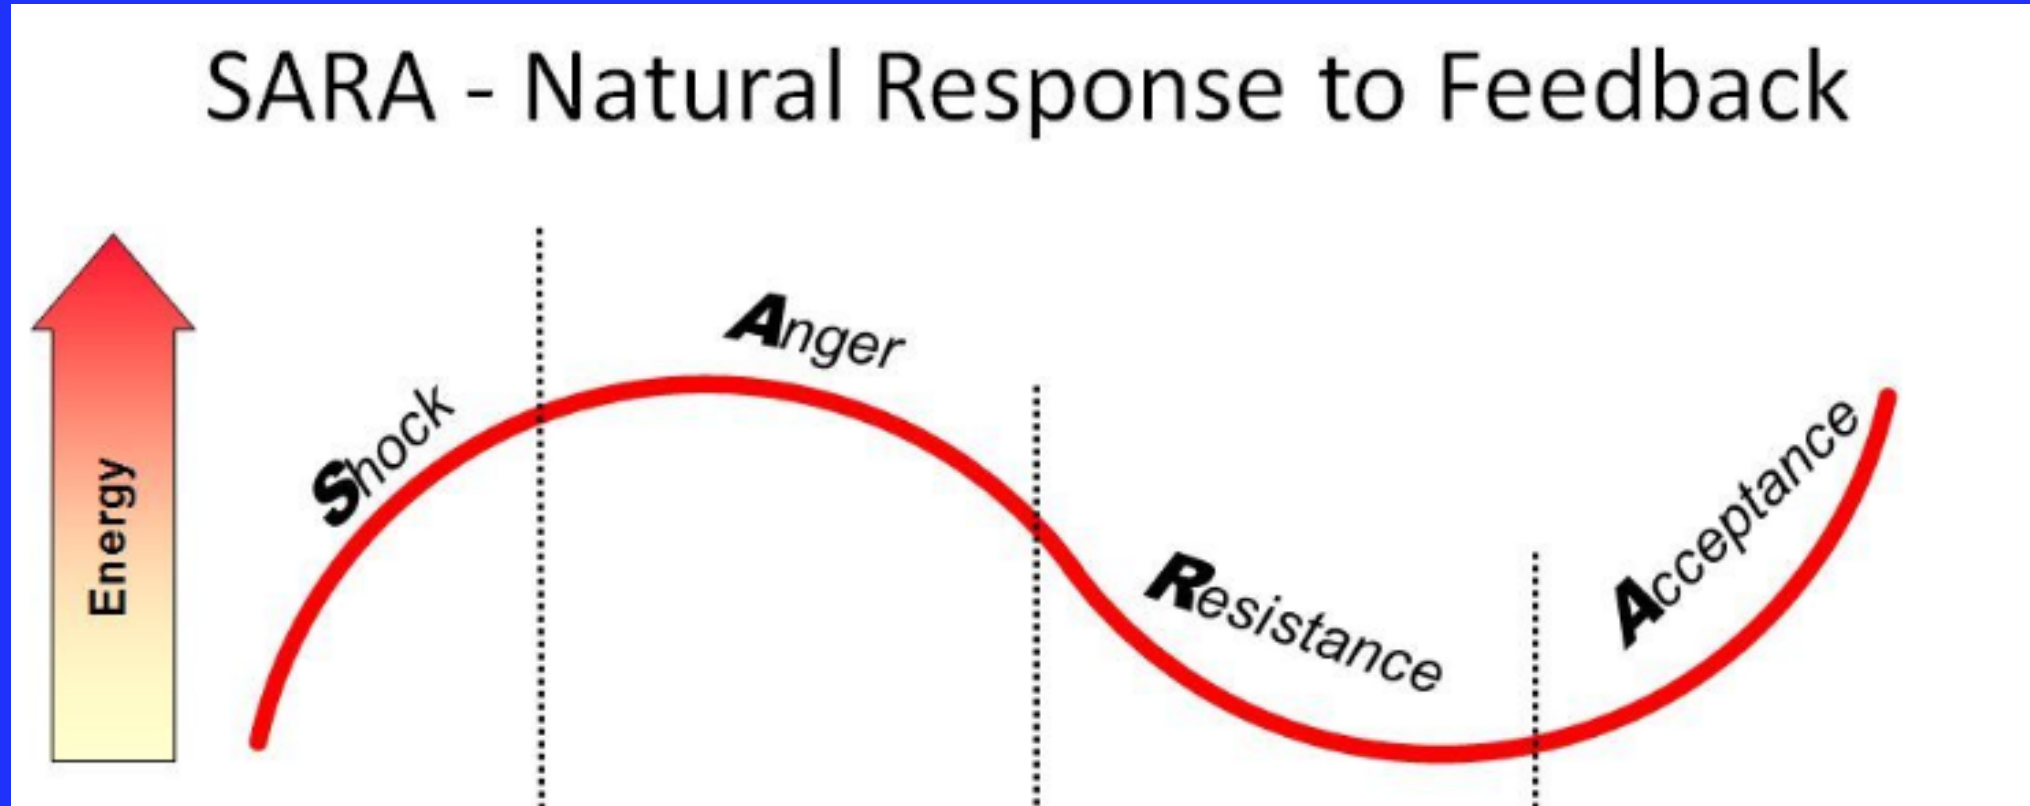 SARA - Natural Response to Feedback
Energy
Shock
Anger
Resistance
Acceptance